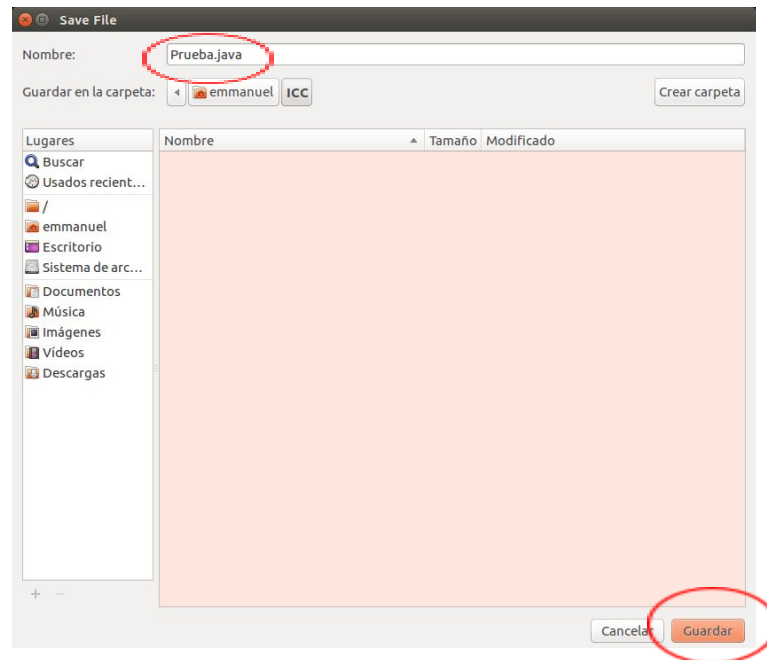 Save File
Nombre: Prueba.java
Guardar en la carpeta: emmanuel ICC Crear carpeta
Lugares Nombre Tamaño Modificado
Buscar
Usados recient...
/
emmanuel
Escritorio
Sistema de arc...
Documentos
Música
Imágenes
Vídeos
Descargas
+ −
Cancelar Guardar